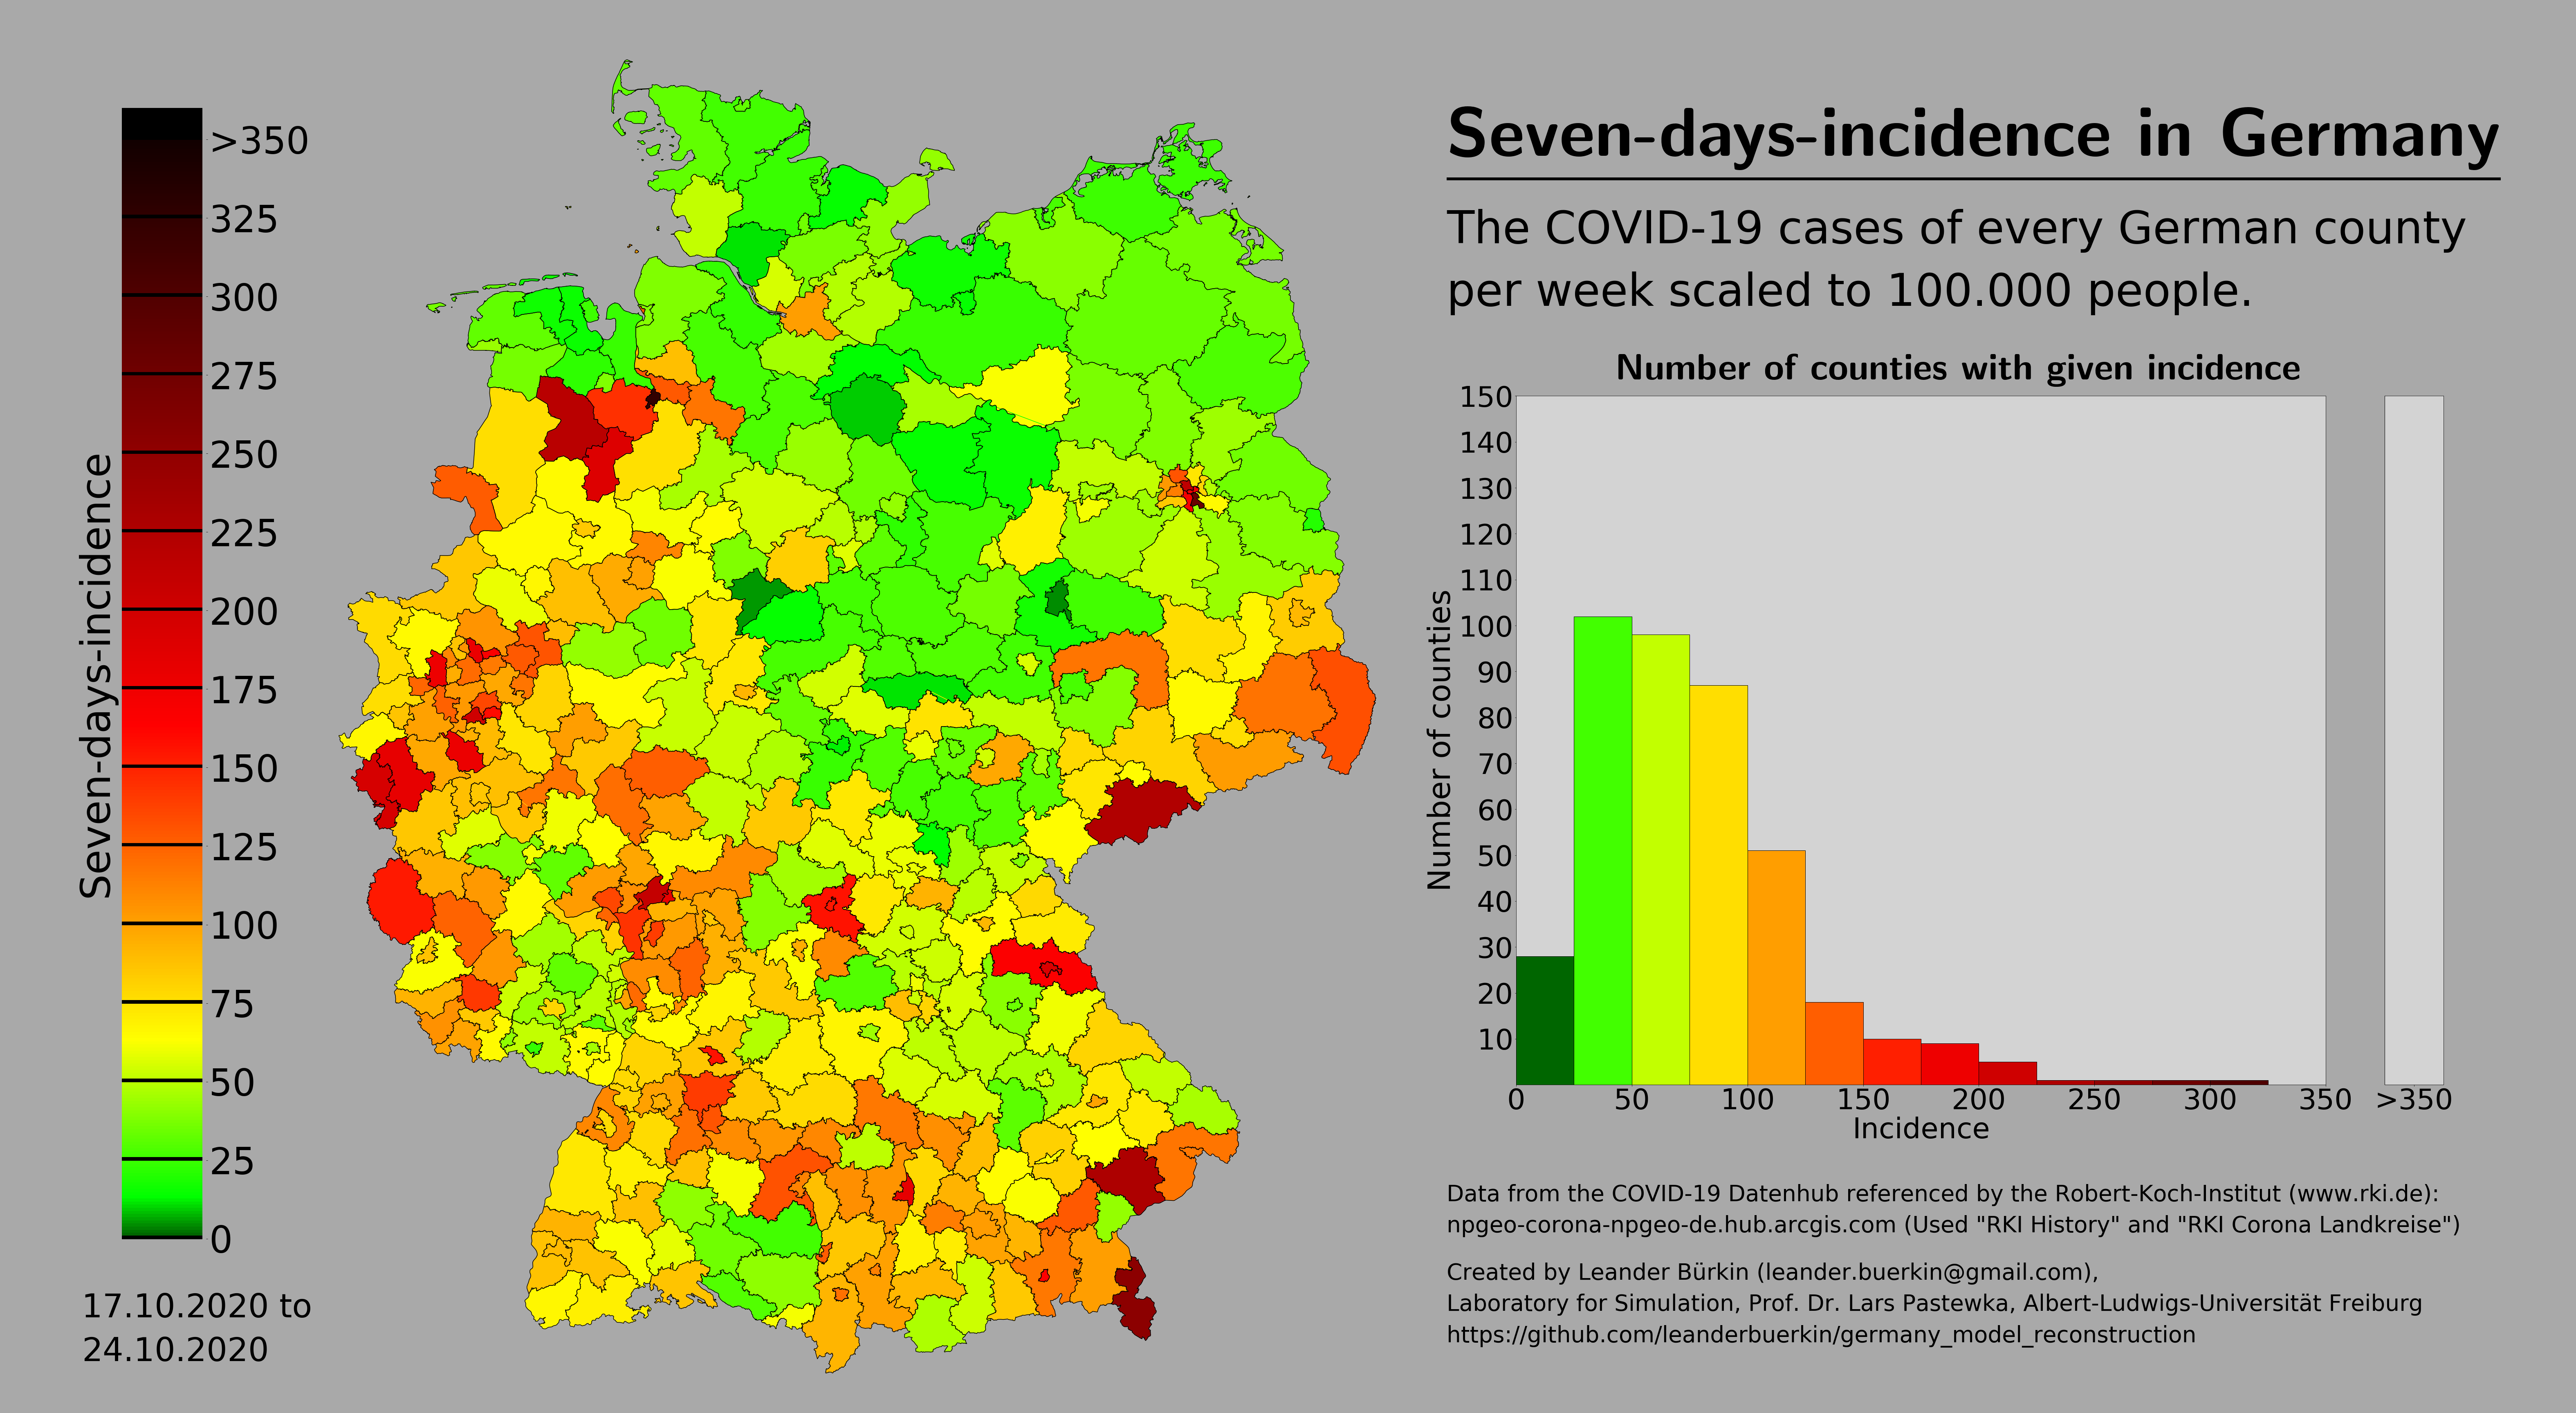 Seven-days-incidence in Germany
The COVID-19 cases of every German county
per week scaled to 100.000 people.
Seven-days-incidence
>350
325
300
275
250
225
200
175
150
125
100
75
50
25
0
17.10.2020 to
24.10.2020
Number of counties with given incidence
Number of counties
150
140
130
120
110
100
90
80
70
60
50
40
30
20
10
0 50 100 150 200 250 300 350 >350
Incidence
Data from the COVID-19 Datenhub referenced by the Robert-Koch-Institut (www.rki.de):
npgeo-corona-npgeo-de.hub.arcgis.com (Used "RKI History" and "RKI Corona Landkreise")
Created by Leander Bürkin (leander.buerkin@gmail.com),
Laboratory for Simulation, Prof. Dr. Lars Pastewka, Albert-Ludwigs-Universität Freiburg
https://github.com/leanderbuerkin/germany_model_reconstruction